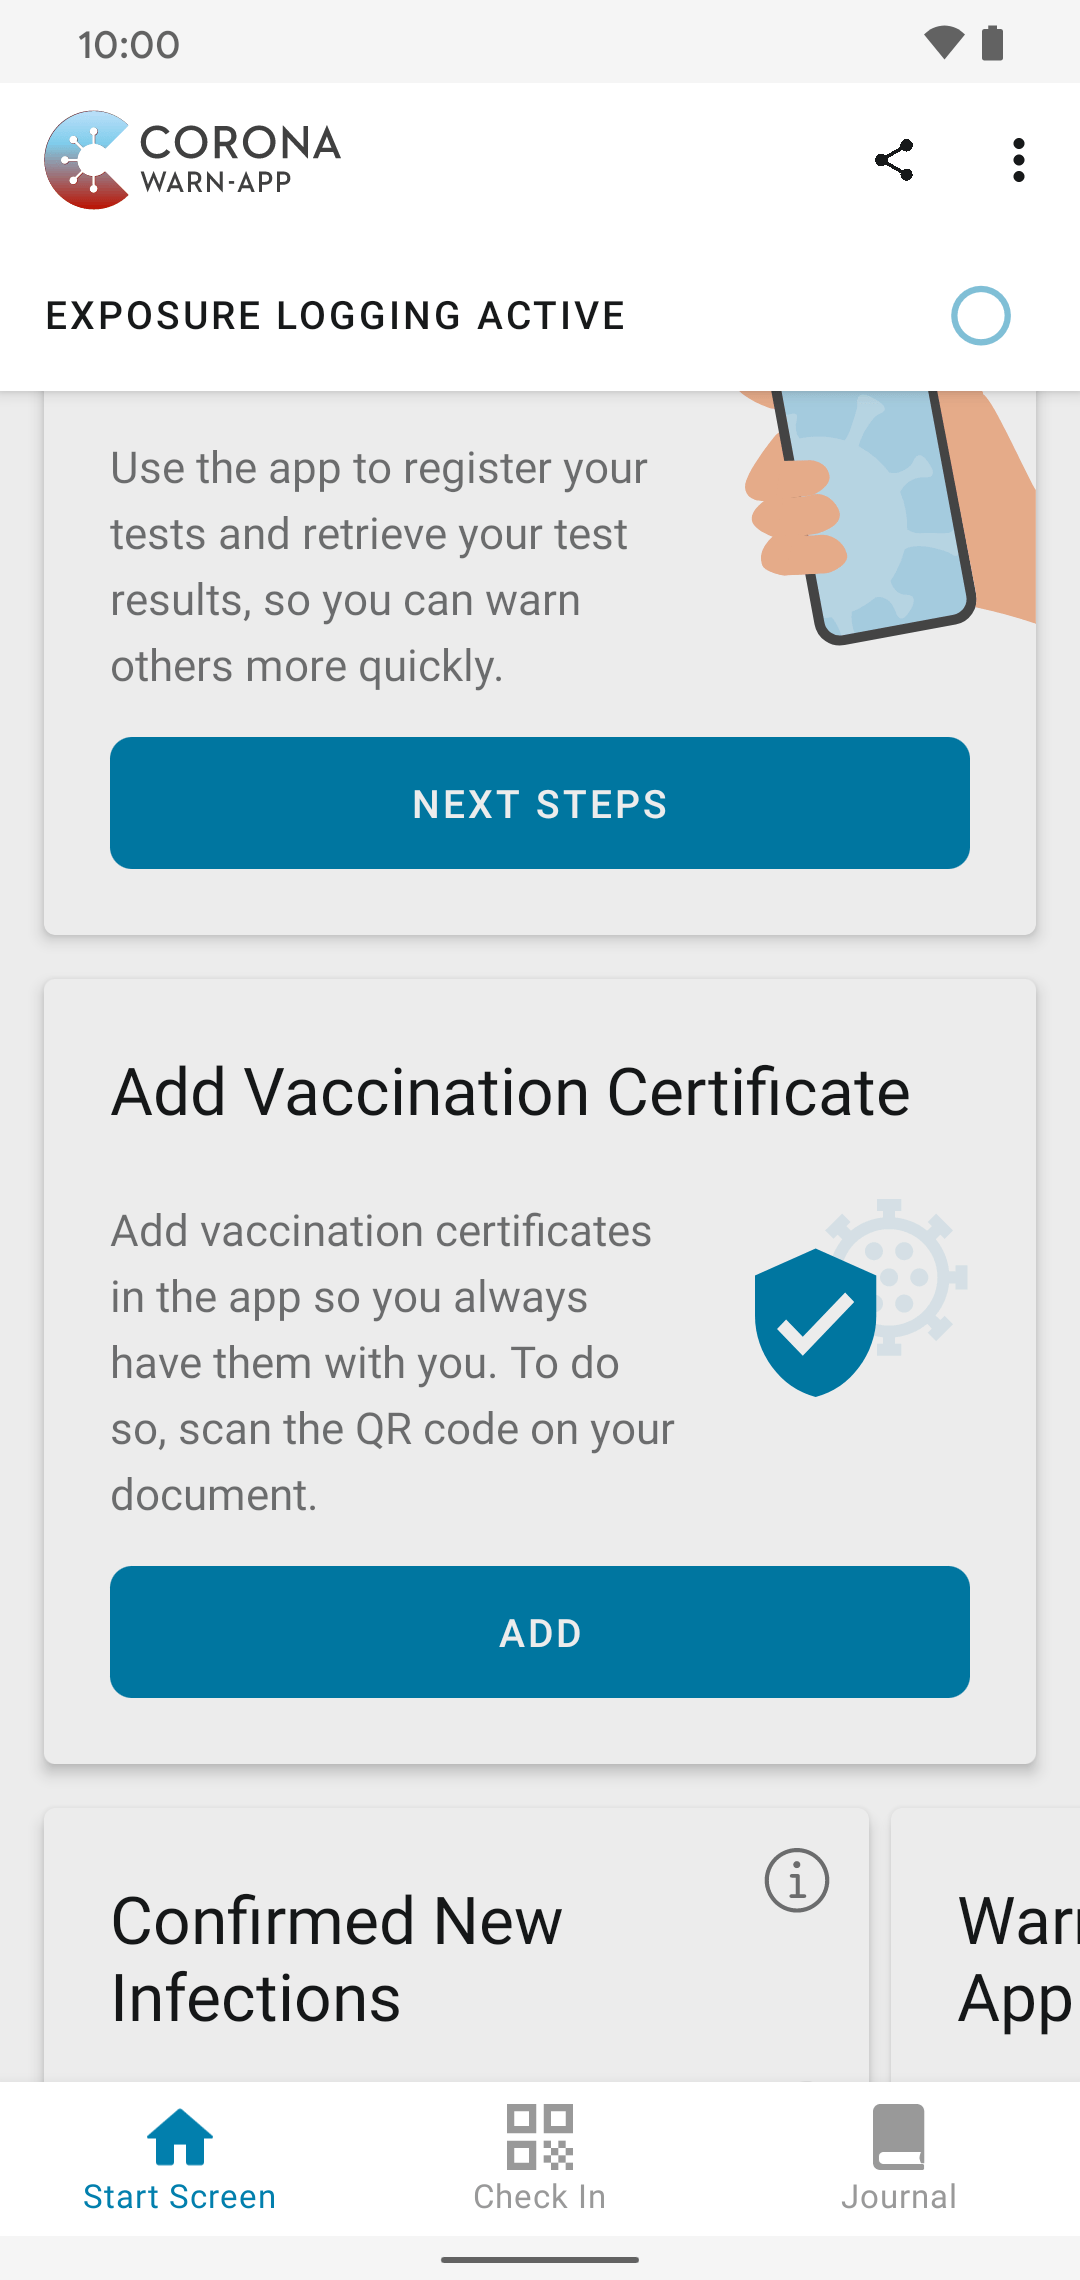 10:00
CORONA
WARN-APP
EXPOSURE LOGGING ACTIVE
Use the app to register your
tests and retrieve your test
results, so you can warn
others more quickly.
NEXT STEPS
Add Vaccination Certificate
Add vaccination certificates
in the app so you always
have them with you. To do
so, scan the QR code on your
document.
ADD
Confirmed New
Infections
App
Start Screen
Check In
Journal